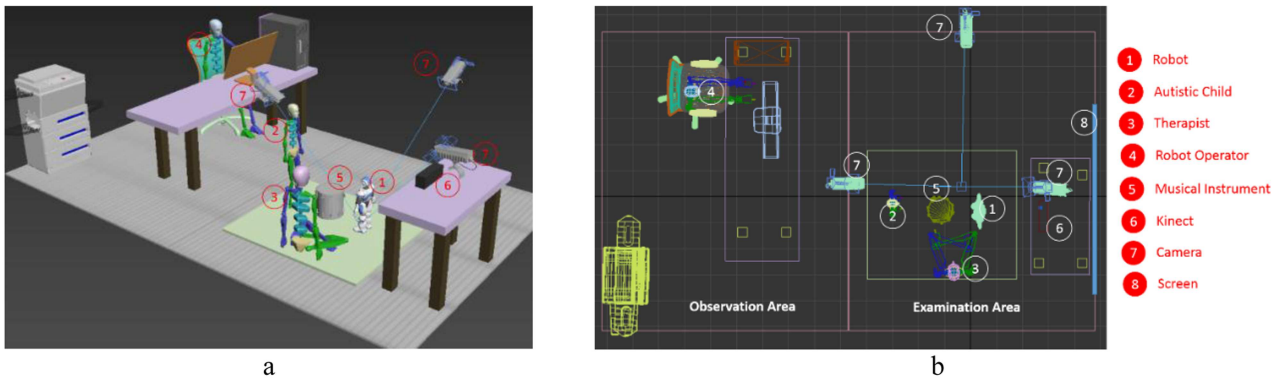 4
7
7
2
7
5
1
6
3
a
7
4
8
7
7
5
2
1
6
3
Observation Area
Examination Area
b
1 Robot
2 Autistic Child
3 Therapist
4 Robot Operator
5 Musical Instrument
6 Kinect
7 Camera
8 Screen